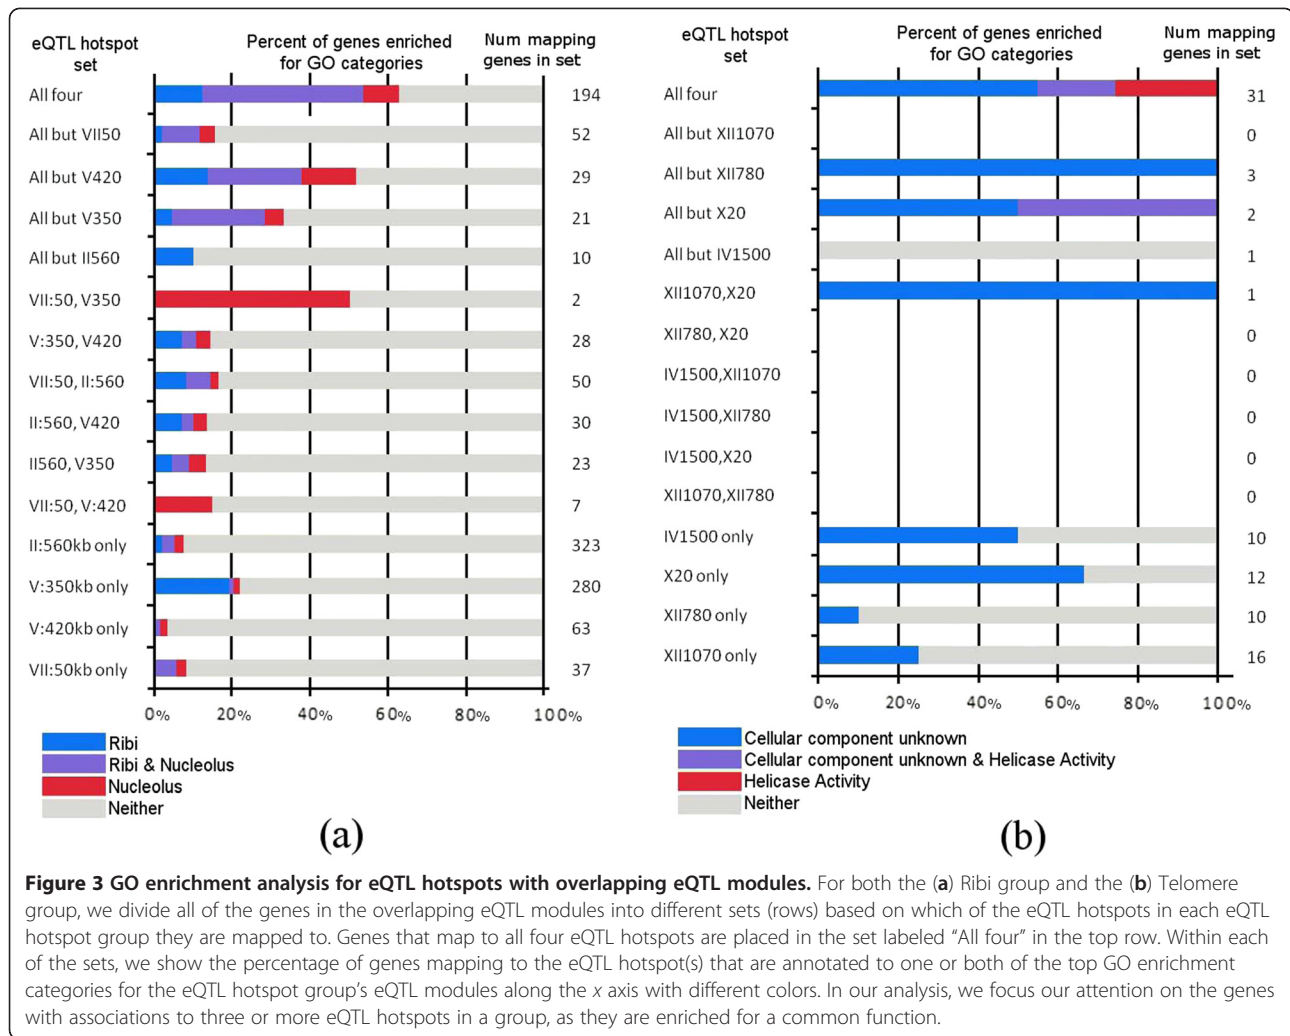 eQTL hotspot
set
Percent of genes enriched
for GO categories
Num mapping
genes in set
All four 194
All but VII50 52
All but V420 29
All but V350 21
All but II560 10
VII:50, V350 2
V:350, V420 28
VII:50, II:560 50
II:560, V420 30
II560, V350 23
VII:50, V:420 7
II:560kb only 323
V:350kb only 280
V:420kb only 63
VII:50kb only 37
0% 20% 40% 60% 80% 100%
Ribi
Ribi & Nucleolus
Nucleolus
Neither
(a)
eQTL hotspot
set
Percent of genes enriched
for GO categories
Num mapping
genes in set
All four 31
All but XII1070 0
All but XII780 3
All but X20 2
All but IV1500 1
XII1070,X20 1
XII780, X20 0
IV1500,XII1070 0
IV1500,XII780 0
IV1500,X20 0
XII1070,XII780 0
IV1500 only 10
X20 only 12
XII780 only 10
XII1070 only 16
0% 20% 40% 60% 80% 100%
Cellular component unknown
Cellular component unknown & Helicase Activity
Helicase Activity
Neither
(b)
Figure 3 GO enrichment analysis for eQTL hotspots with overlapping eQTL modules. For both the (a) Ribi group and the (b) Telomere
group, we divide all of the genes in the overlapping eQTL modules into different sets (rows) based on which of the eQTL hotspots in each eQTL
hotspot group they are mapped to. Genes that map to all four eQTL hotspots are placed in the set labeled “All four” in the top row. Within each
of the sets, we show the percentage of genes mapping to the eQTL hotspot(s) that are annotated to one or both of the top GO enrichment
categories for the eQTL hotspot group’s eQTL modules along the x axis with different colors. In our analysis, we focus our attention on the genes
with associations to three or more eQTL hotspots in a group, as they are enriched for a common function.